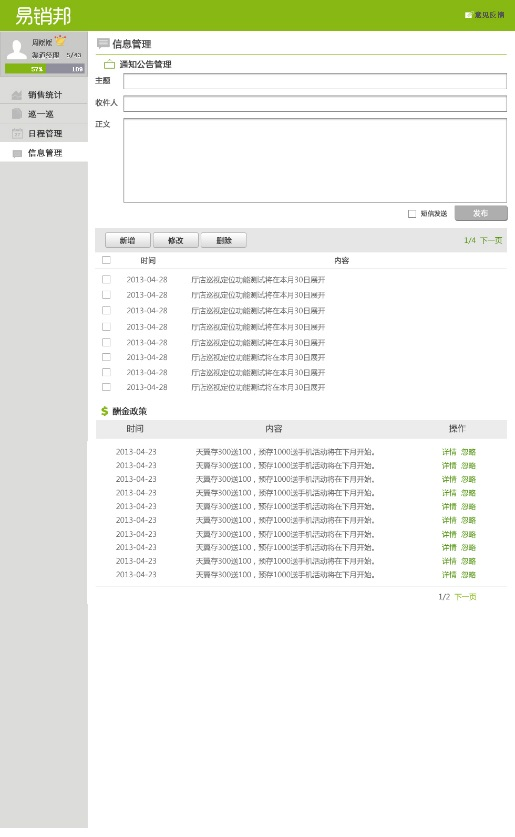 易销邦
意见反馈
渠道经理 5/43
57% 189
销售统计
巡一巡
日程管理
信息管理
信息管理
通知公告管理
主题
收件人
正文
短信发送 发布
新增 修改 删除 1/4 下一页
时间 内容
2013-04-28 厅店巡视定位功能测试将在本月30日展开
2013-04-28 厅店巡视定位功能测试将在本月30日展开
2013-04-28 厅店巡视定位功能测试将在本月30日展开
2013-04-28 厅店巡视定位功能测试将在本月30日展开
2013-04-28 厅店巡视定位功能测试将在本月30日展开
2013-04-28 厅店巡视定位功能测试将在本月30日展开
2013-04-28 厅店巡视定位功能测试将在本月30日展开
2013-04-28 厅店巡视定位功能测试将在本月30日展开
酬金政策
时间 内容 操作
2013-04-23 天翼存300送100，预存1000送手机活动将在下月开始。 详情 忽略
2013-04-23 天翼存300送100，预存1000送手机活动将在下月开始。 详情 忽略
2013-04-23 天翼存300送100，预存1000送手机活动将在下月开始。 详情 忽略
2013-04-23 天翼存300送100，预存1000送手机活动将在下月开始。 详情 忽略
2013-04-23 天翼存300送100，预存1000送手机活动将在下月开始。 详情 忽略
2013-04-23 天翼存300送100，预存1000送手机活动将在下月开始。 详情 忽略
2013-04-23 天翼存300送100，预存1000送手机活动将在下月开始。 详情 忽略
2013-04-23 天翼存300送100，预存1000送手机活动将在下月开始。 详情 忽略
2013-04-23 天翼存300送100，预存1000送手机活动将在下月开始。 详情 忽略
2013-04-23 天翼存300送100，预存1000送手机活动将在下月开始。 详情 忽略
1/2 下一页